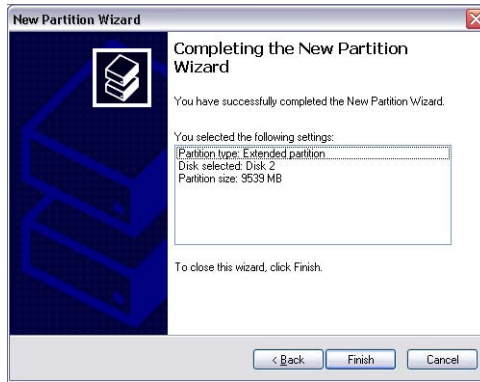 New Partition Wizard
Completing the New Partition
Wizard
You have successfully completed the New Partition Wizard.
You selected the following settings:
Partition type: Extended partition
Disk selected: Disk 2
Partition size: 9539 MB
To close this wizard, click Finish.
< Back Finish Cancel